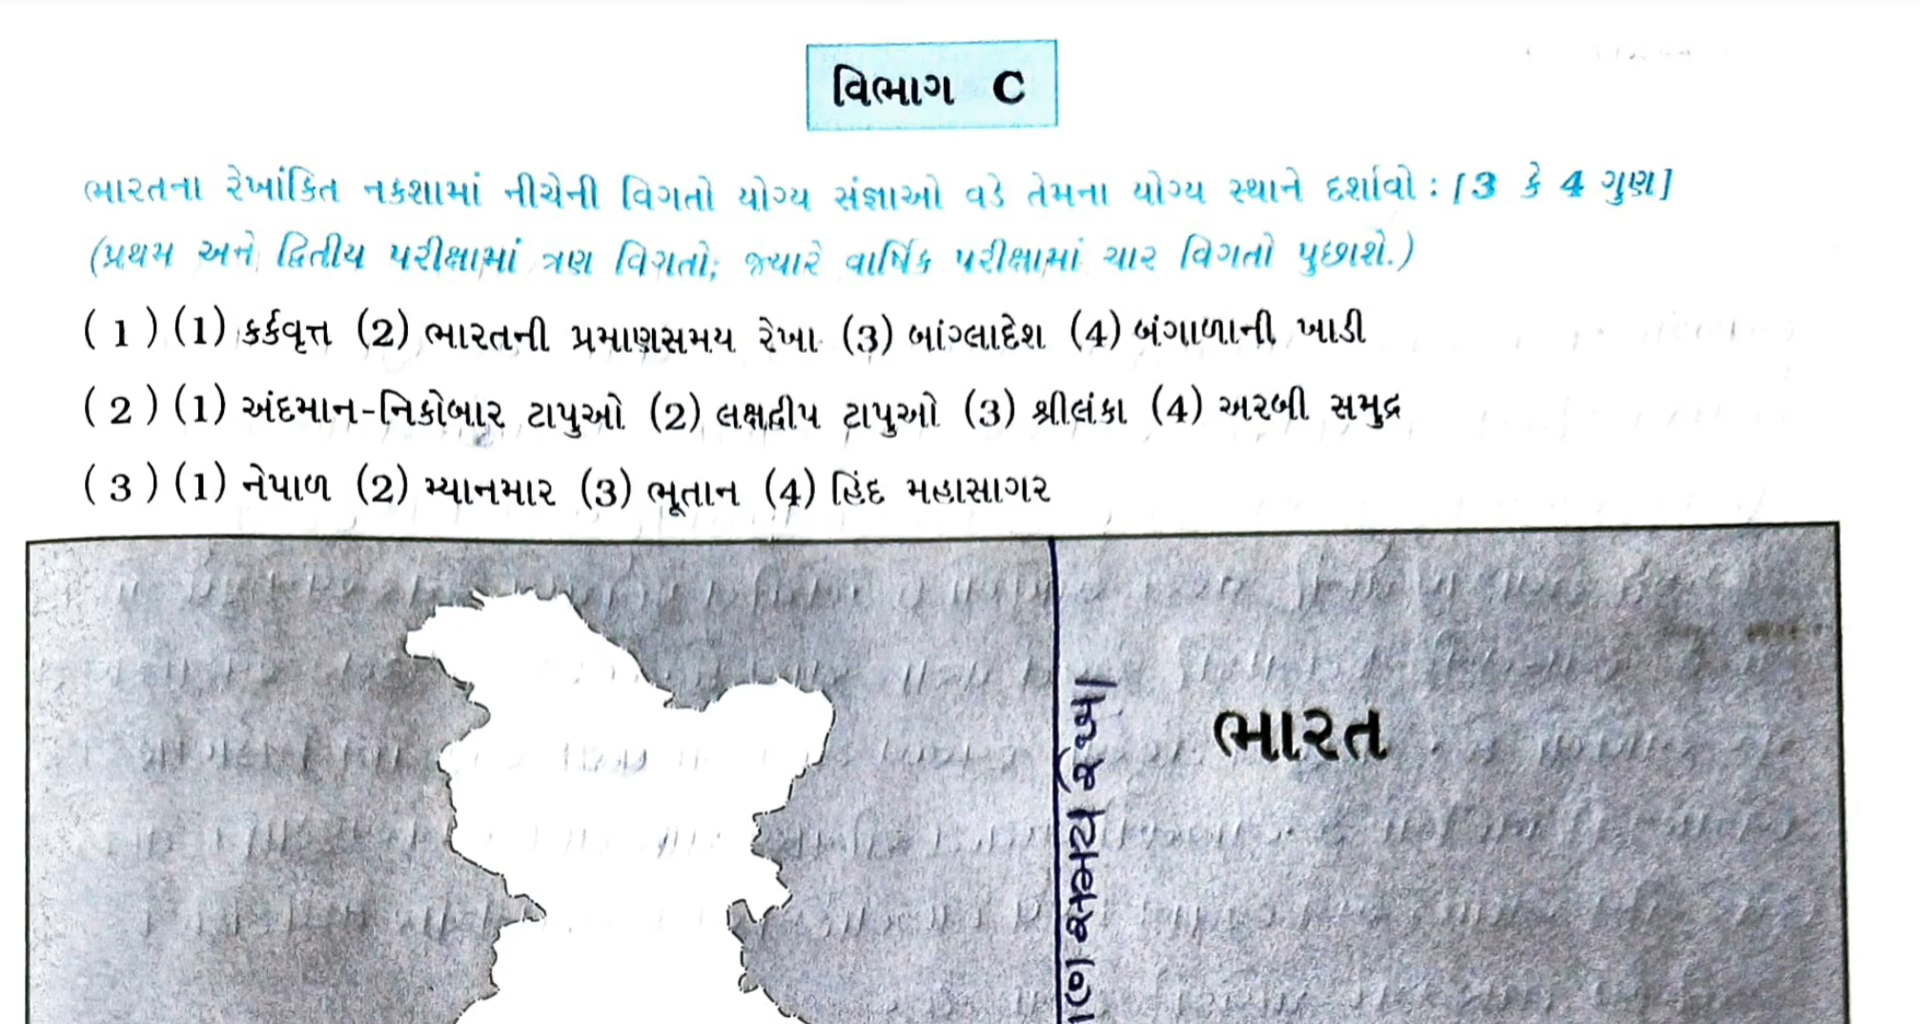 વિભાગ C
ભારતના રેખાંકિત નકશામાં નીચેની વિગતો યોગ્ય સંજ્ઞાઓ વડે તેમના યોગ્ય સ્થાને દર્શાવો : [3 કે 4 ગુણ]
(પ્રથમ અને દ્વિતીય પરીક્ષામાં ત્રણ વિગતો; જ્યારે વાર્ષિક પરીક્ષામાં ચાર વિગતો પુછાશે.)
( 1 ) (1) કર્કવૃત્ત (2) ભારતની પ્રમાણસમય રેખા (3) બાંગ્લાદેશ (4) બંગાળાની ખાડી
( 2 ) (1) અંદમાન-નિકોબાર ટાપુઓ (2) લક્ષદ્વીપ ટાપુઓ (3) શ્રીલંકા (4) અરબી સમુદ્ર
( 3 ) (1) નેપાળ (2) મ્યાનમાર (3) ભૂતાન (4) હિંદ મહાસાગર
ભારત
સમય રેખા